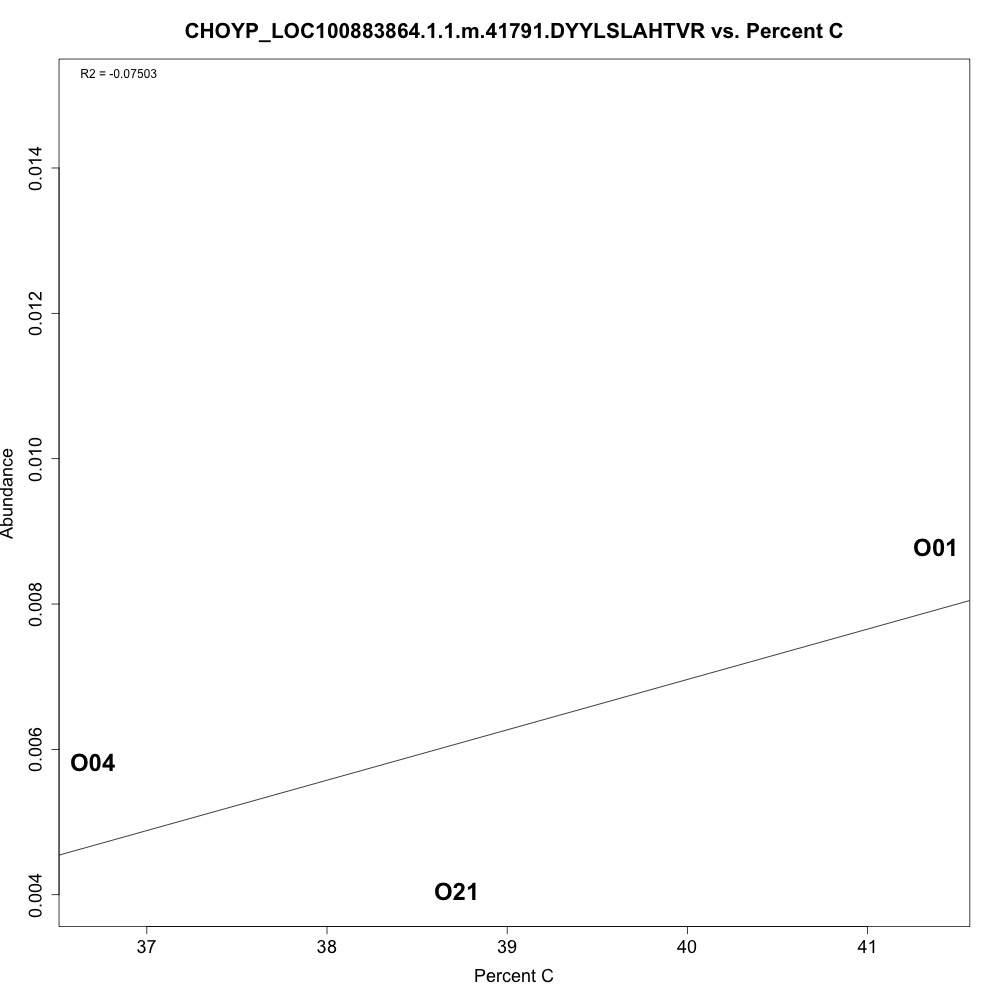 CHOYP_LOC100883864.1.1.m.41791.DYYLSLAHTVR vs. Percent C
R2 = -0.07503
0.014
0.012
0.010
Abundance
O01
0.008
0.006
O04
0.004
O21
37 38 39 40 41
Percent C